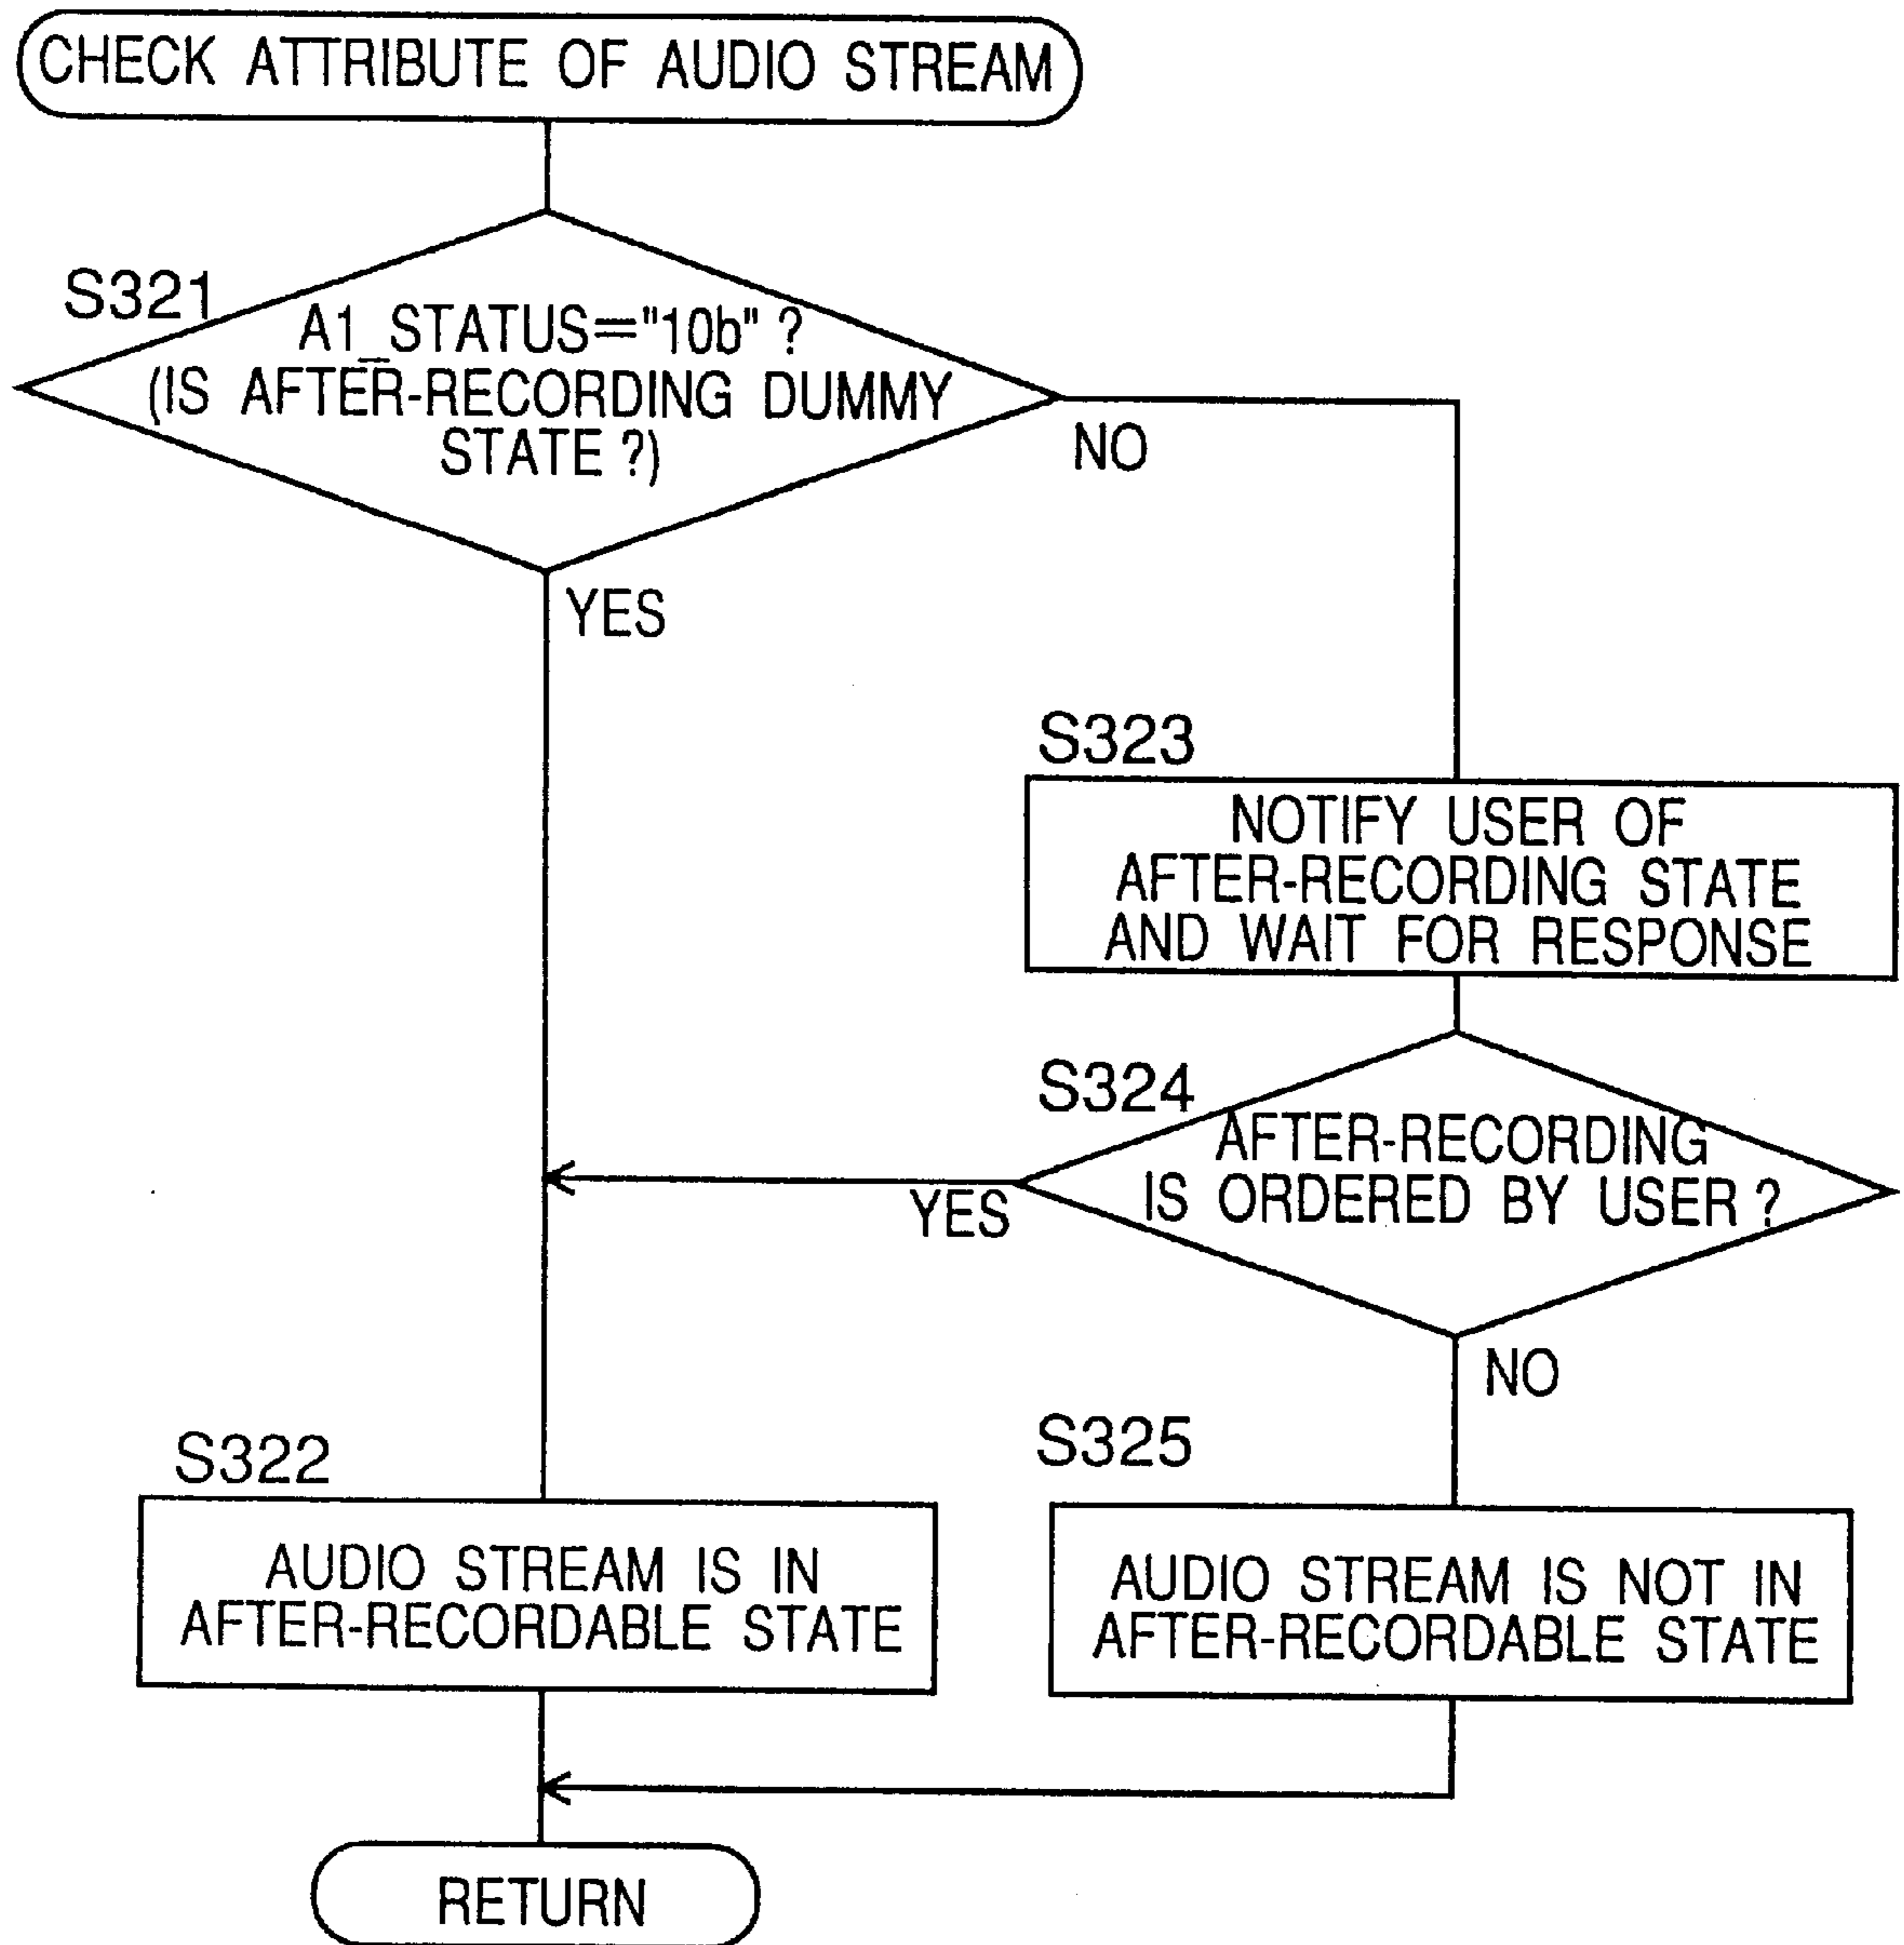 CHECK ATTRIBUTE OF AUDIO STREAM
S321
A1_STATUS="10b" ?
(IS AFTER-RECORDING DUMMY
STATE ?)
NO
YES
S323
NOTIFY USER OF
AFTER-RECORDING STATE
AND WAIT FOR RESPONSE
S324
AFTER-RECORDING
IS ORDERED BY USER ?
YES
NO
S322
AUDIO STREAM IS IN
AFTER-RECORDABLE STATE
S325
AUDIO STREAM IS NOT IN
AFTER-RECORDABLE STATE
RETURN